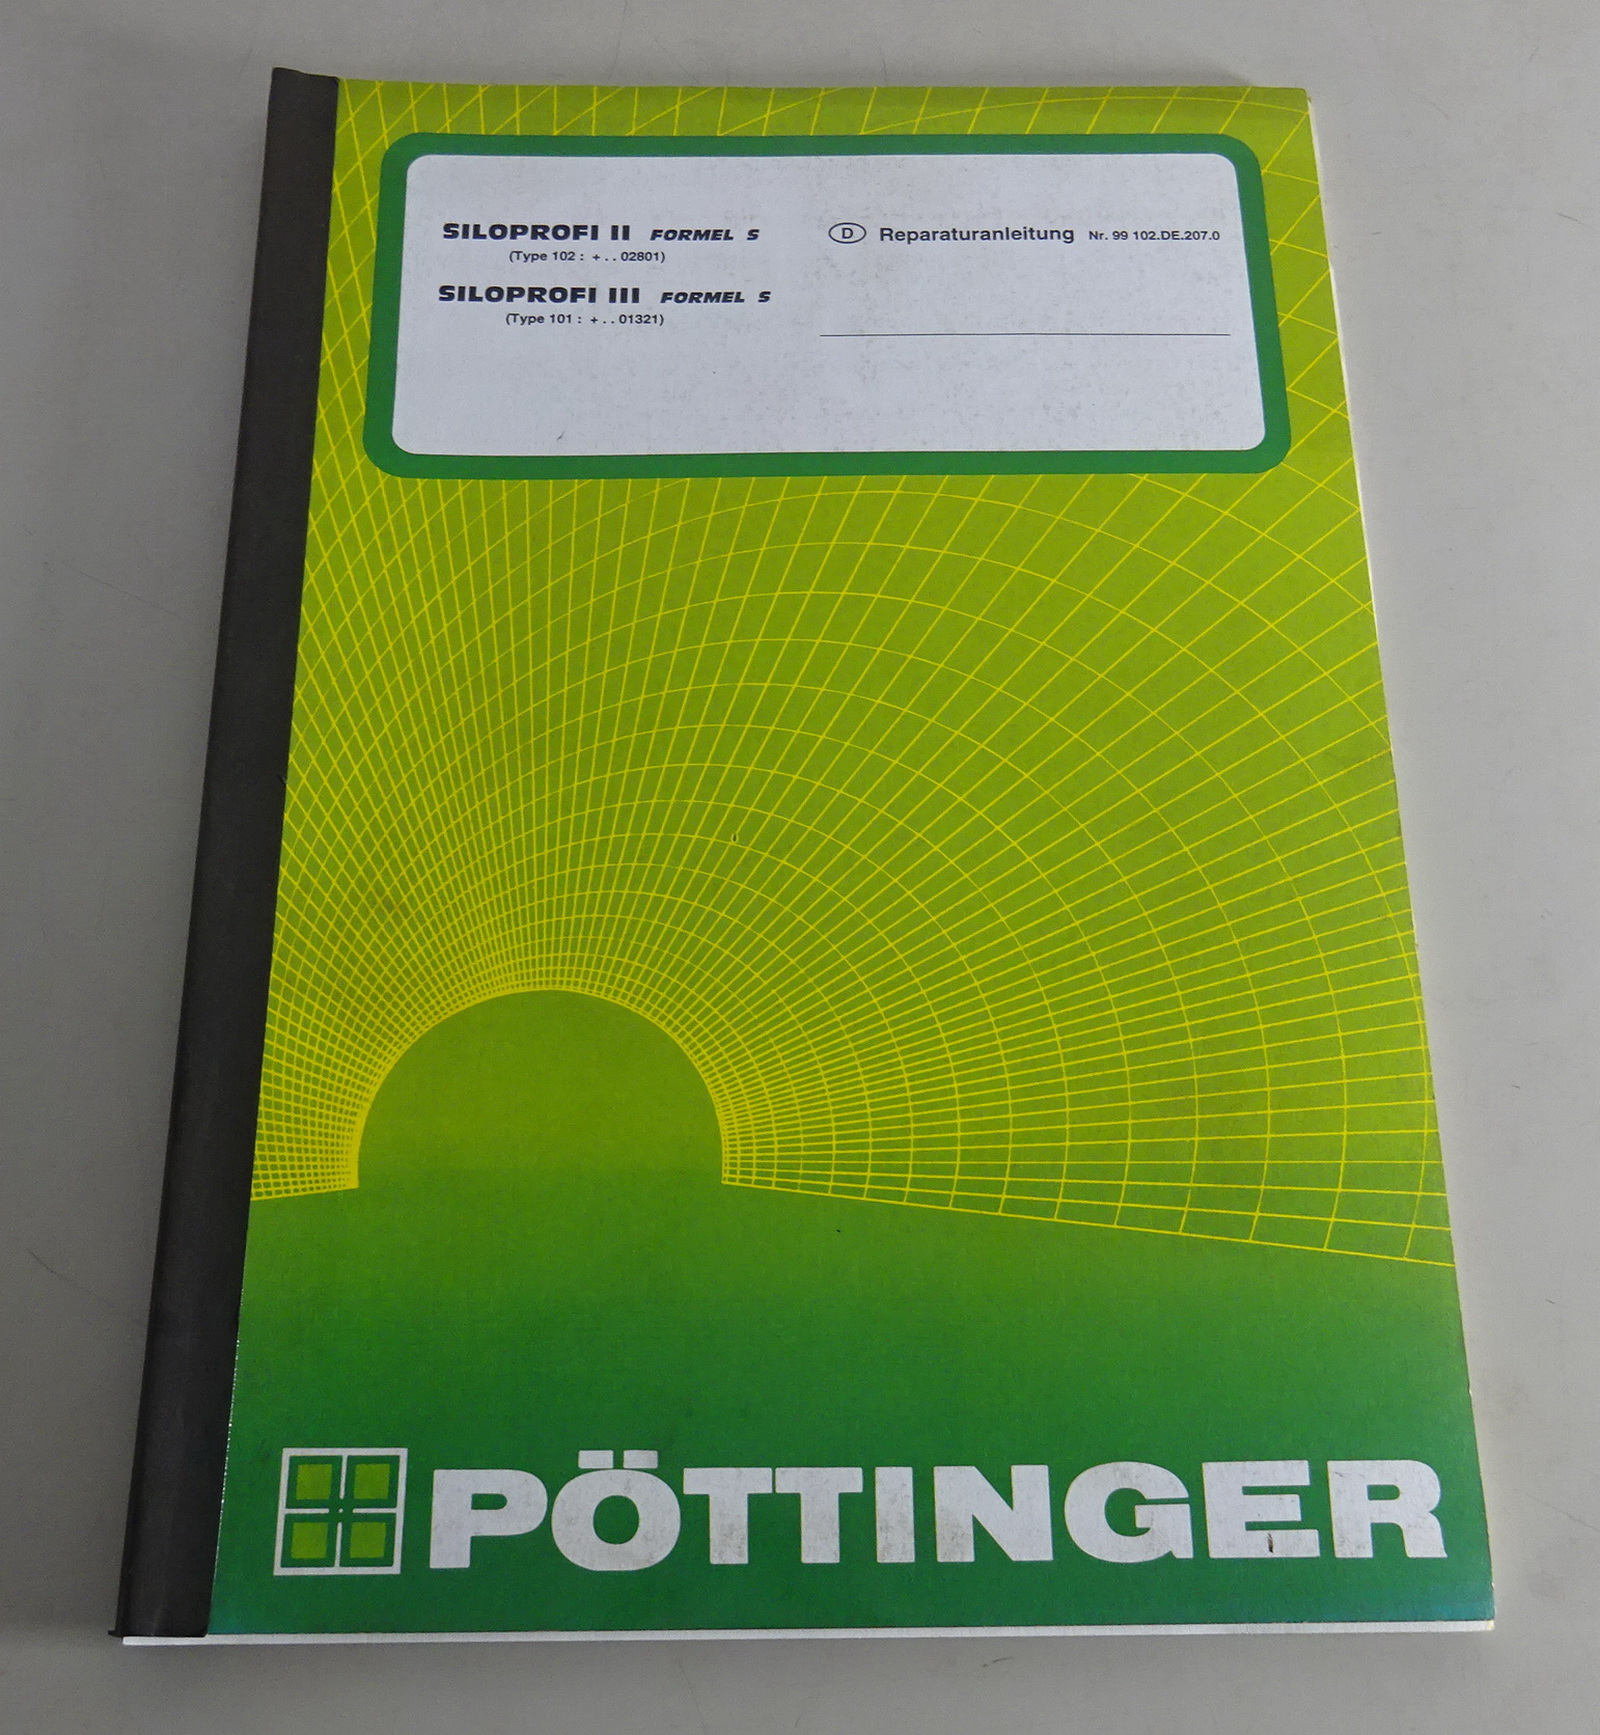 SILOPROFI II FORMEL S
(Type 102 : + . . 02801)
SILOPROFI III FORMEL S
(Type 101 : + . . 01321)
D Reparaturanleitung Nr. 99 102.DE.207.0
PÖTTINGER